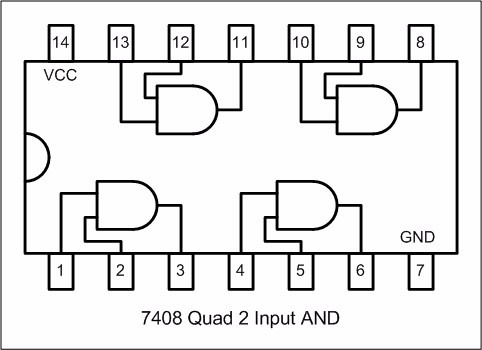 14 13 12 11 10 9 8
VCC
GND
1 2 3 4 5 6 7
7408 Quad 2 Input AND